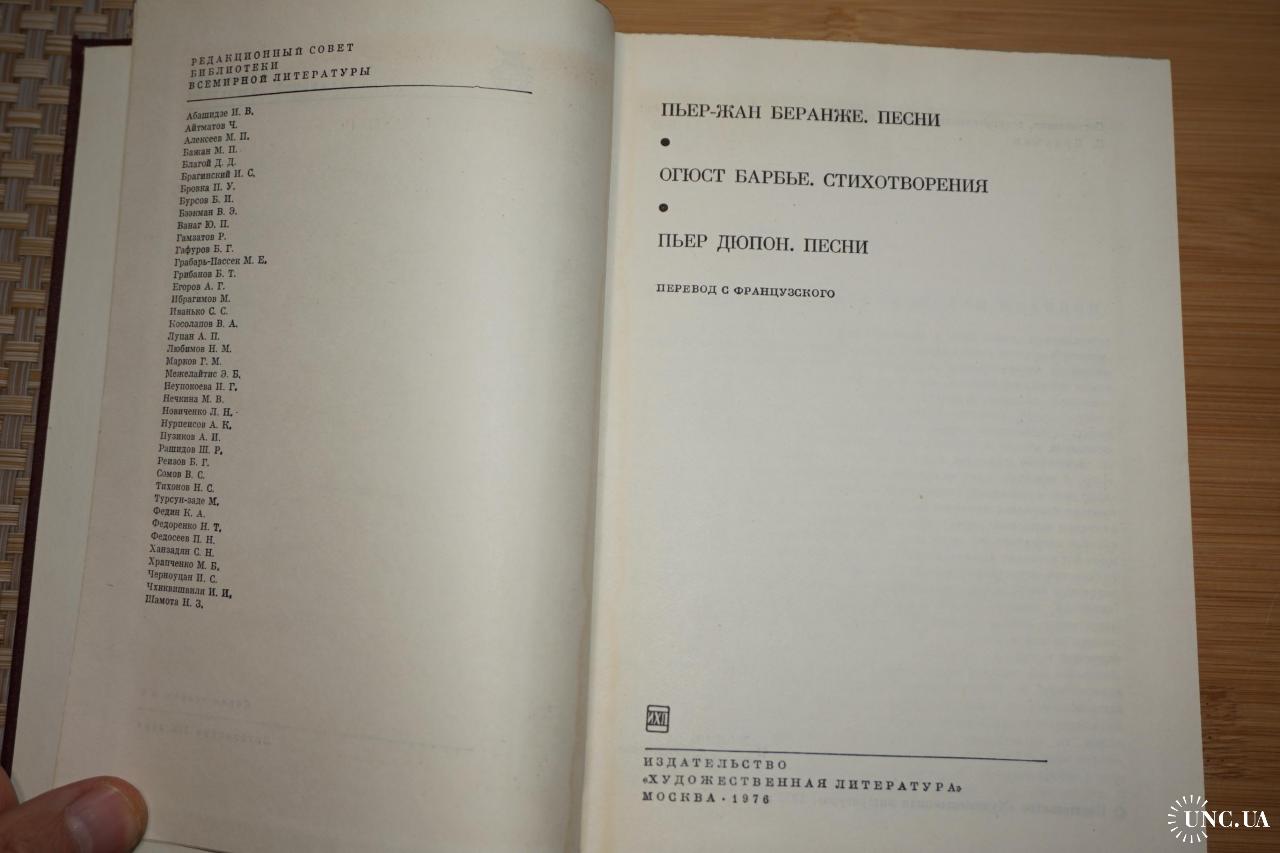 РЕДАКЦИОННЫЙ СОВЕТ
БИБЛИОТЕКИ
ВСЕМИРНОЙ ЛИТЕРАТУРЫ
Абашидзе И. В.
Айтматов Ч.
Алексеев М. П.
Бажан М. П.
Благой Д. Д.
Брагинский И. С.
Бровка П. У.
Бурсов Б. И.
Бээкман В. Э.
Ванаг Ю. П.
Гамзатов Р.
Гафуров Б. Г.
Грабарь-Пассек М. Е.
Грибанов Б. Т.
Егоров А. Г.
Ибрагимов М.
Иванько С. С.
Косолапов В. А.
Лупан А. П.
Любимов Н. М.
Марков Г. М.
Межелайтис Э. Б.
Неупокоева И. Г.
Нечкина М. В.
Новиченко Л. Н.
Нурпеисов А. К.
Пузиков А. И.
Рашидов Ш. Р.
Реизов Б. Г.
Сомов В. С.
Тихонов Н. С.
Турсун-заде М.
Федин К. А.
Федоренко Н. Т.
Федосеев П. Н.
Ханзадян С. Н.
Храпченко М. Б.
Черноуцан И. С.
Чхиквишвили И. И.
Шамота Н. З.
ПЬЕР-ЖАН БЕРАНЖЕ. ПЕСНИ
•
ОГЮСТ БАРБЬЕ. СТИХОТВОРЕНИЯ
•
ПЬЕР ДЮПОН. ПЕСНИ
ПЕРЕВОД С ФРАНЦУЗСКОГО
ИХЛ
ИЗДАТЕЛЬСТВО
«ХУДОЖЕСТВЕННАЯ ЛИТЕРАТУРА»
МОСКВА · 1976
UNC.UA